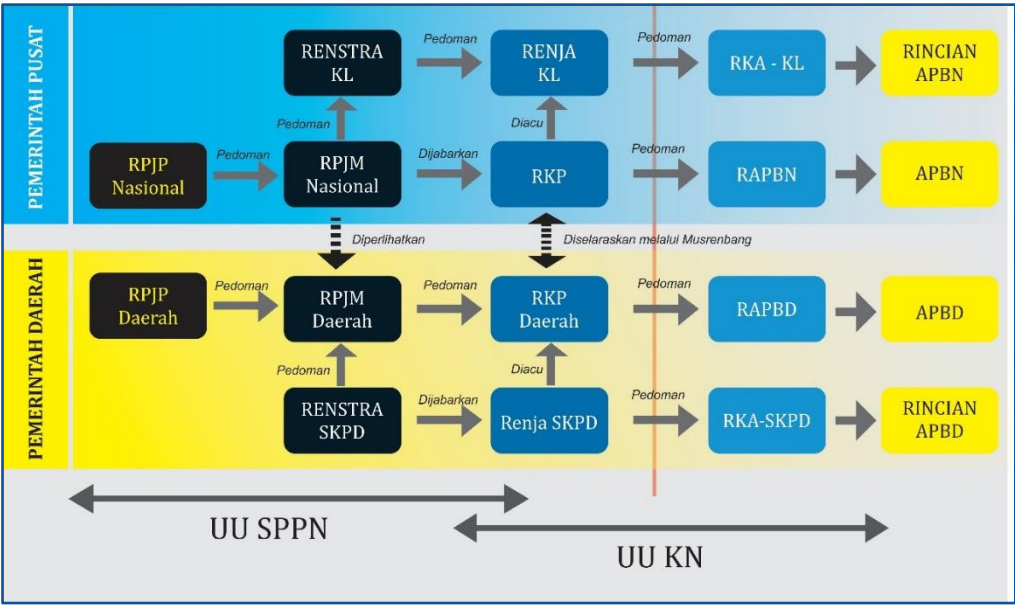 PEMERINTAH PUSAT
RENSTRA
KL
Pedoman
RENJA
KL
Pedoman
RKA - KL
RINCIAN
APBN
Pedoman
Diacu
RPJP
Nasional
Pedoman
RPJM
Nasional
Dijabarkan
RKP
Pedoman
RAPBN
APBN
Diperlihatkan
Diselaraskan melalui Musrenbang
PEMERINTAH DAERAH
RPJP
Daerah
Pedoman
RPJM
Daerah
Pedoman
RKP
Daerah
Pedoman
RAPBD
APBD
Pedoman
Diacu
RENSTRA
SKPD
Dijabarkan
Renja SKPD
Pedoman
RKA-SKPD
RINCIAN
APBD
UU SPPN
UU KN